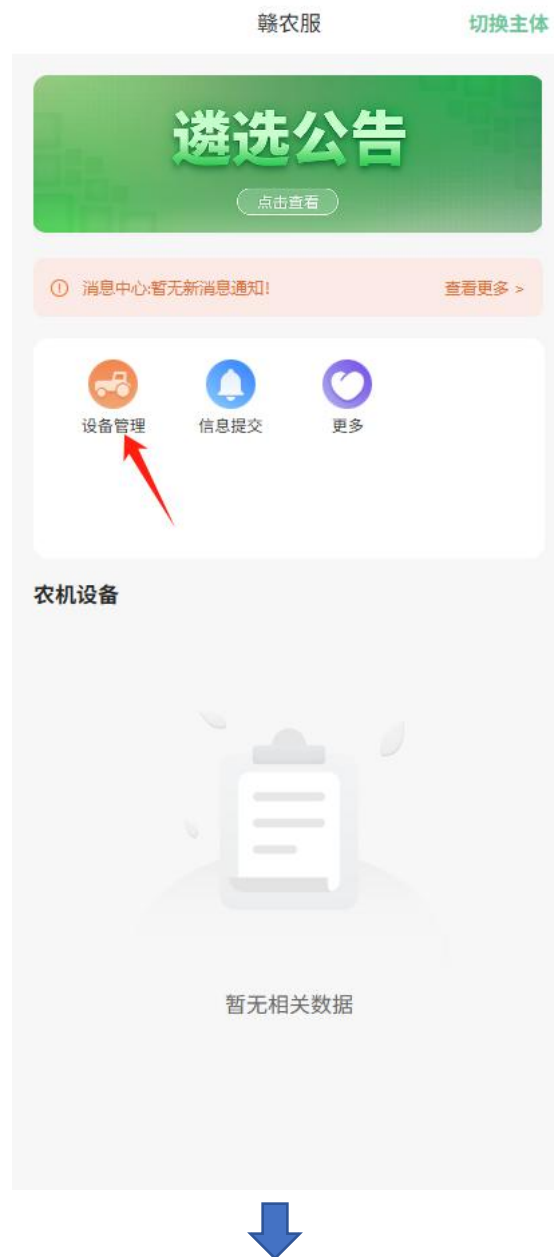 赣农服 切换主体
遴选公告
点击查看
消息中心:暂无新消息通知! 查看更多 >
设备管理 信息提交 更多
农机设备
暂无相关数据